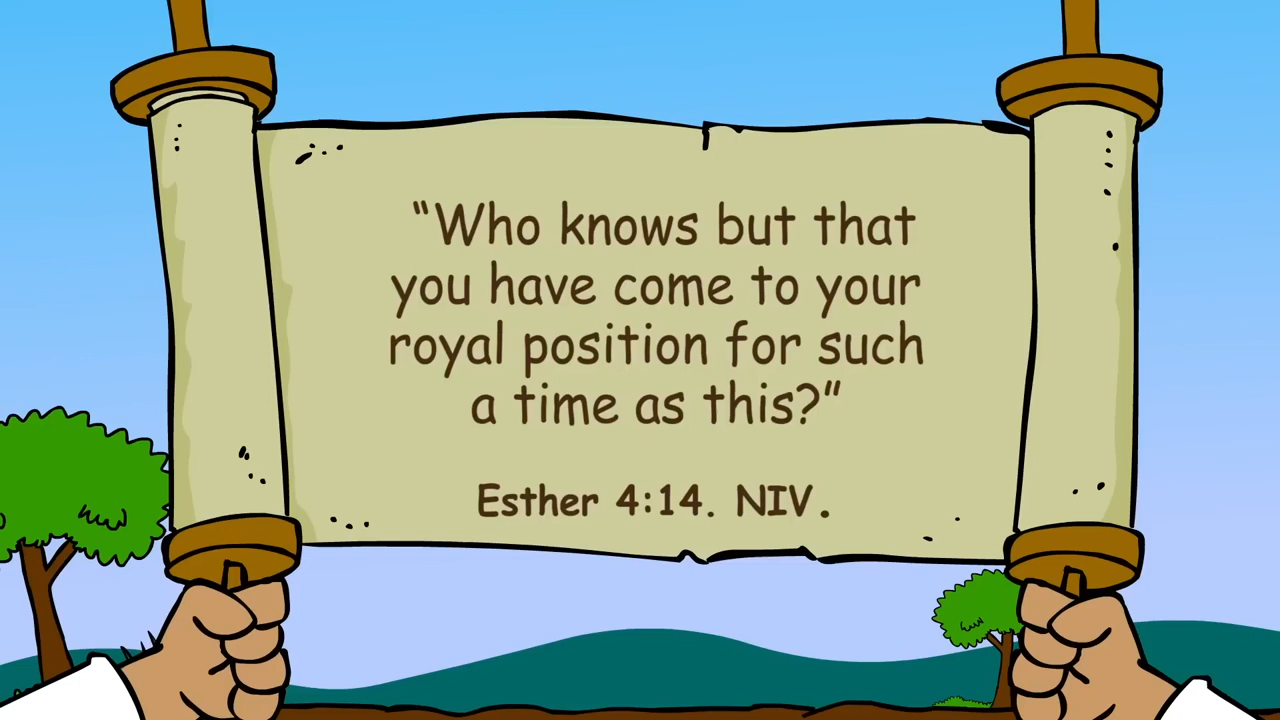 “Who knows but that
you have come to your
royal position for such
a time as this?”
Esther 4:14. NIV.